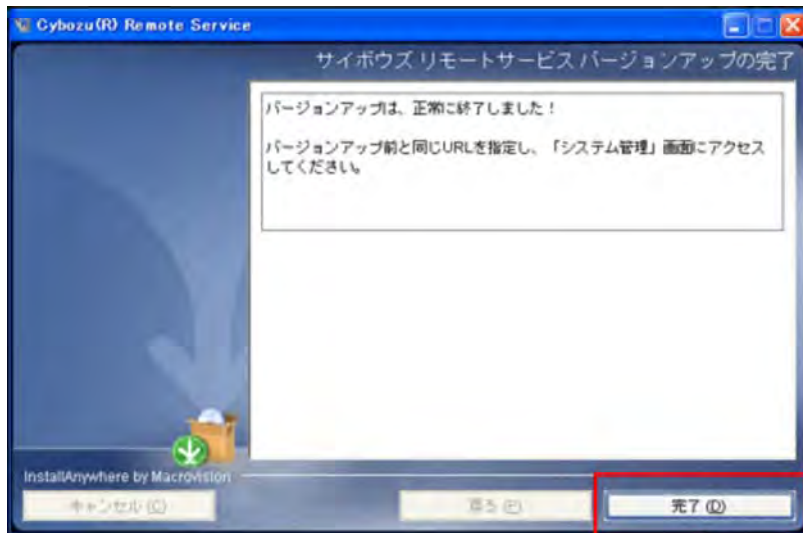 Cybozu(R) Remote Service
サイボウズ リモートサービス バージョンアップの完了
バージョンアップは、正常に終了しました！
バージョンアップ前と同じURLを指定し、「システム管理」画面にアクセス
してください。
InstallAnywhere by Macrovision
キャンセル(C)
戻る(P)
完了(D)